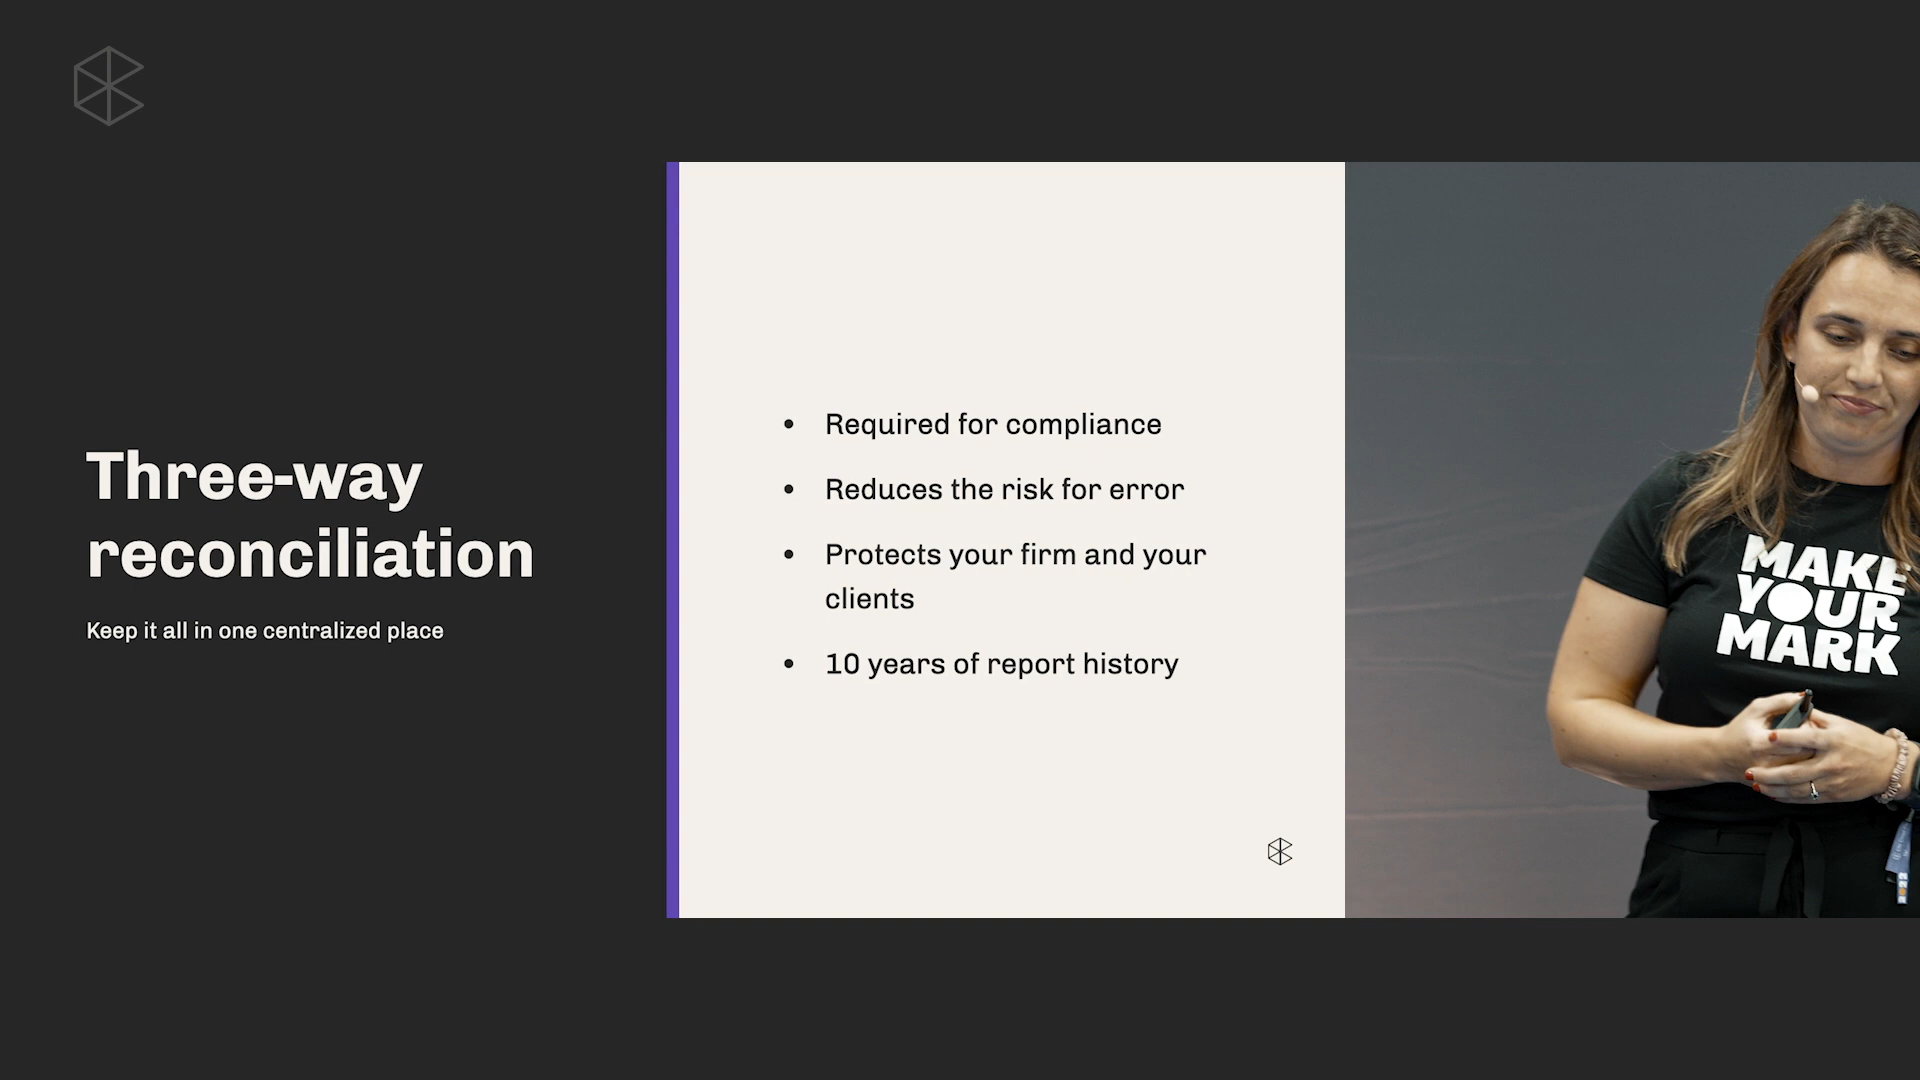 Three-way
reconciliation
Keep it all in one centralized place
• Required for compliance
• Reduces the risk for error
• Protects your firm and your
clients
• 10 years of report history
MAKE
YOUR
MARK